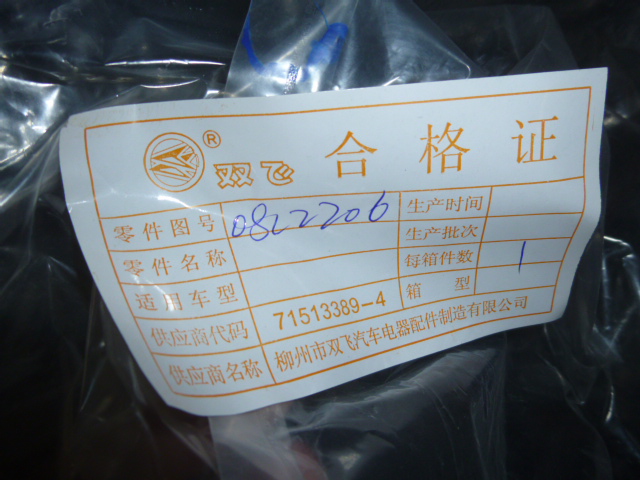 ® 双飞 合格证
零件图号 0822206 生产时间
零件名称 生产批次
适用车型 每箱件数 1
供应商代码 71513389-4 箱型
供应商名称 柳州市双飞汽车电器配件制造有限公司